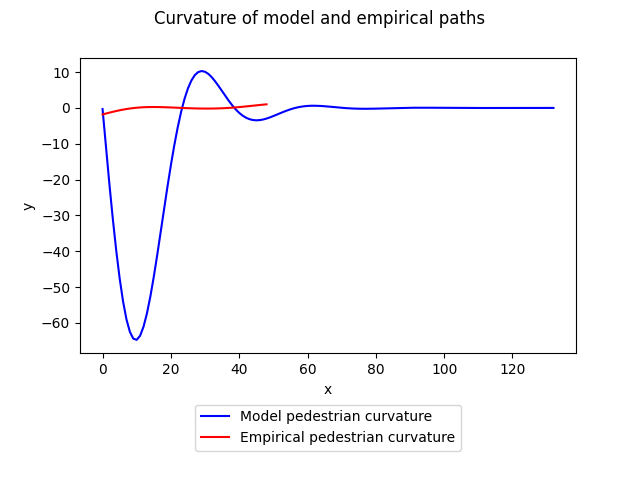 Curvature of model and empirical paths
10
0
−10
−20
−30
−40
−50
−60
y
0 20 40 60 80 100 120
x
Model pedestrian curvature
Empirical pedestrian curvature